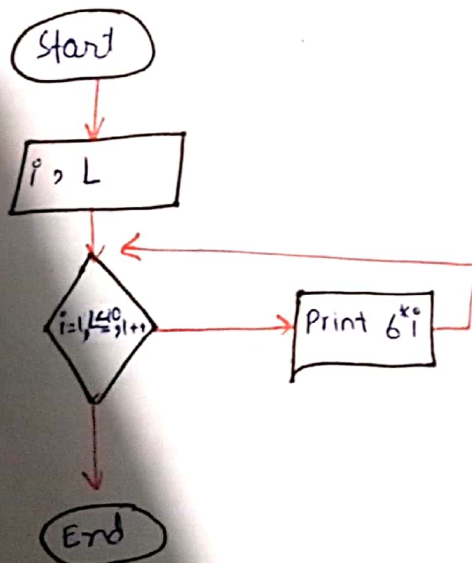 Start
i, L
i=1, i<=10, i++
Print 6*i
End